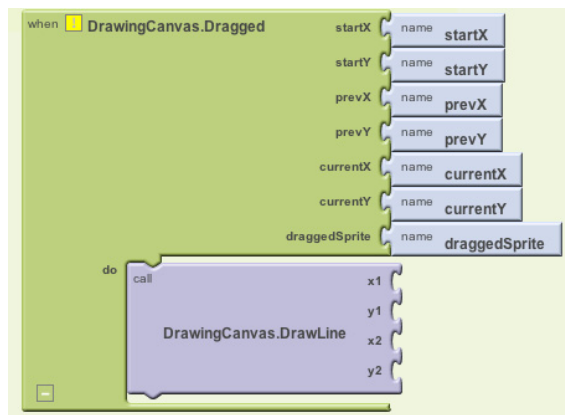 when ! DrawingCanvas.Dragged startX name startX
startY name startY
prevX name prevX
prevY name prevY
currentX name currentX
currentY name currentY
draggedSprite name draggedSprite
do call x1
y1
DrawingCanvas.DrawLine x2
y2